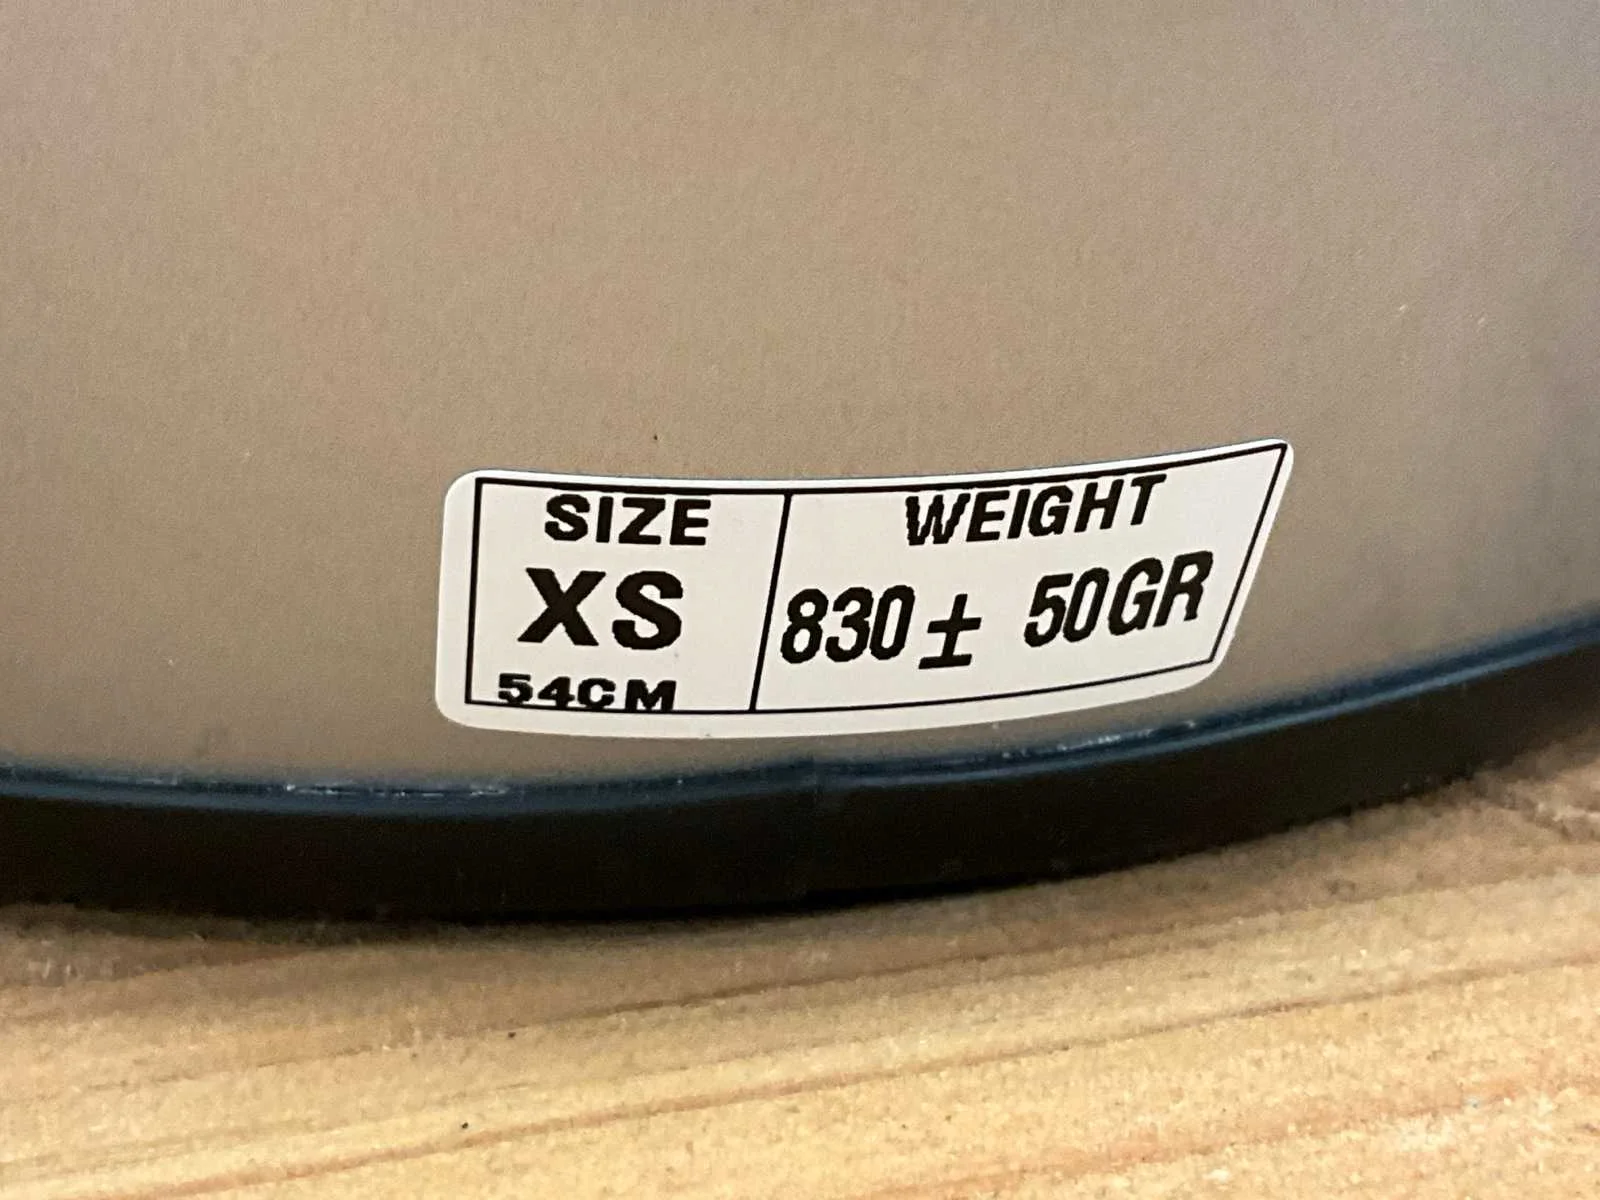 SIZE
XS
54CM
WEIGHT
830± 50GR